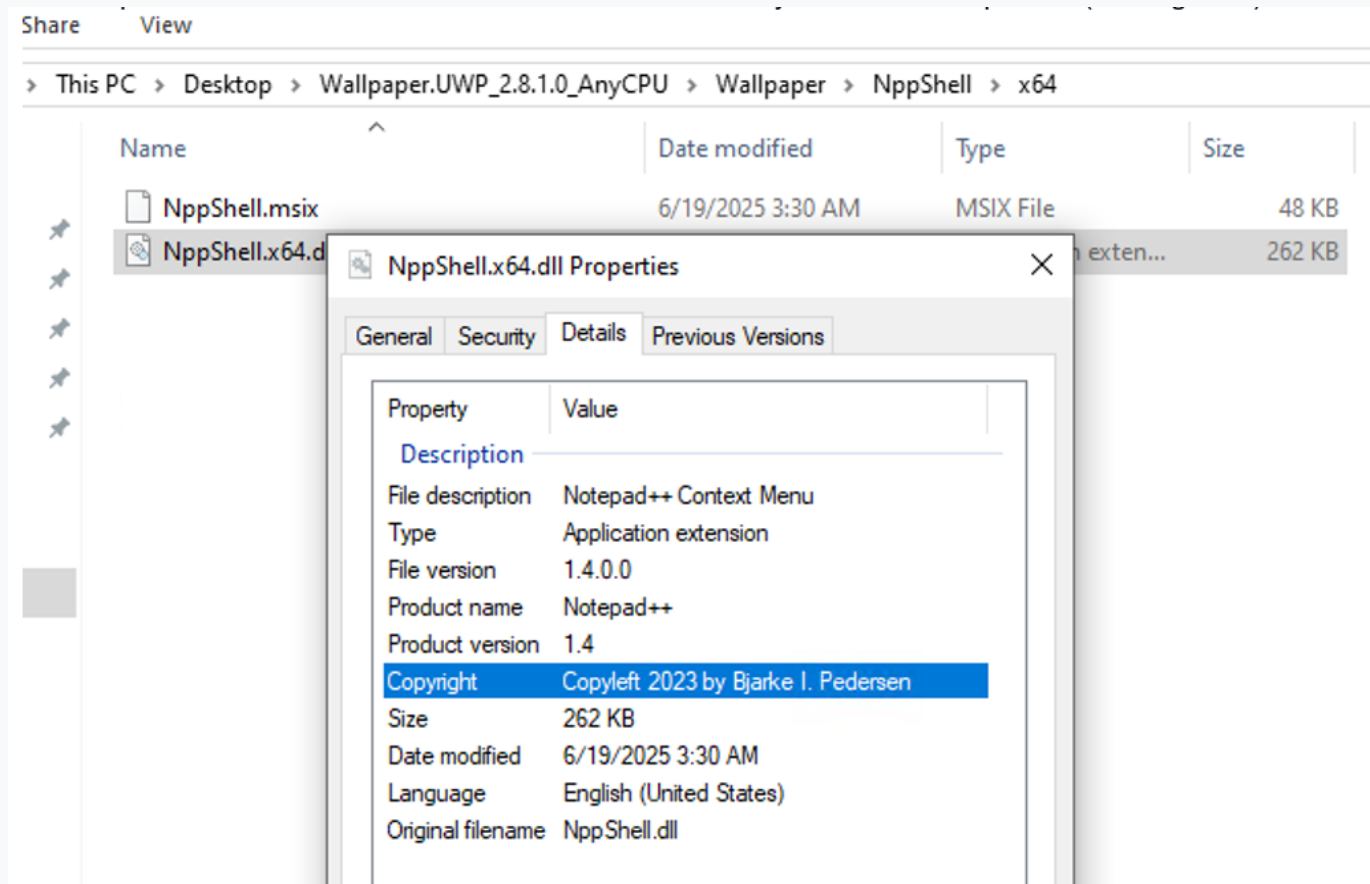 Share View
> This PC > Desktop > Wallpaper.UWP_2.8.1.0_AnyCPU > Wallpaper > NppShell > x64
Name Date modified Type Size
NppShell.msix 6/19/2025 3:30 AM MSIX File 48 KB
NppShell.x64.d exten... 262 KB
NppShell.x64.dll Properties
General Security Details Previous Versions
Property Value
Description
File description Notepad++ Context Menu
Type Application extension
File version 1.4.0.0
Product name Notepad++
Product version 1.4
Copyright Copyleft 2023 by Bjarke I. Pedersen
Size 262 KB
Date modified 6/19/2025 3:30 AM
Language English (United States)
Original filename NppShell.dll